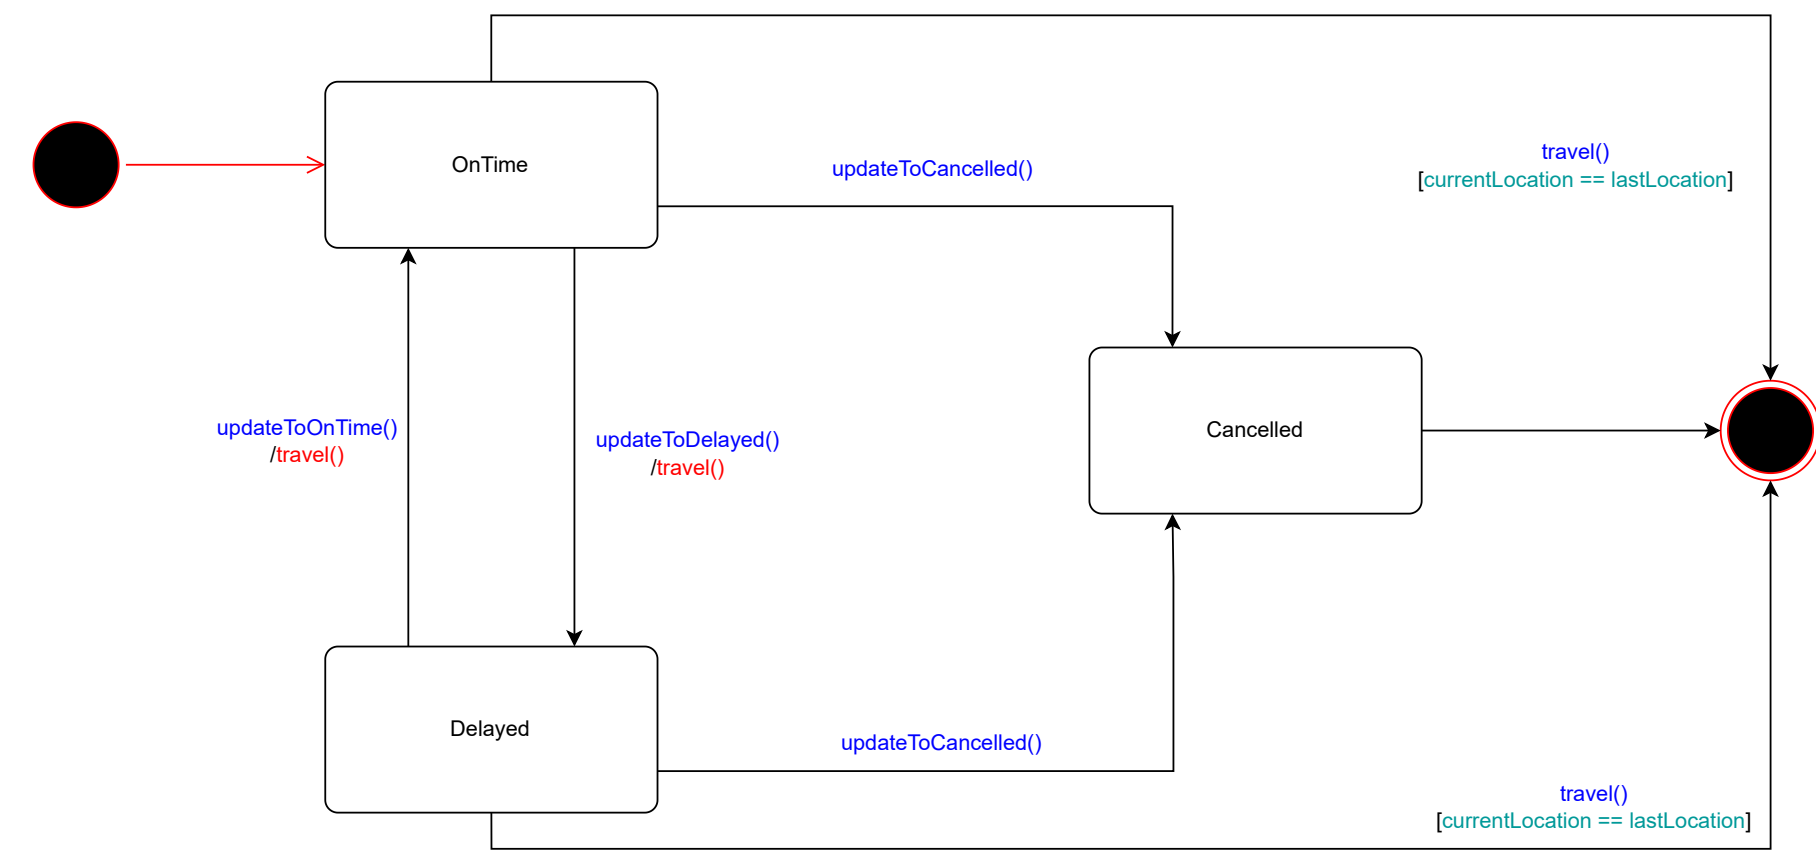 OnTime
updateToCancelled()
travel()
[currentLocation == lastLocation]
updateToOnTime()
/travel()
updateToDelayed()
/travel()
Cancelled
Delayed
updateToCancelled()
travel()
[currentLocation == lastLocation]